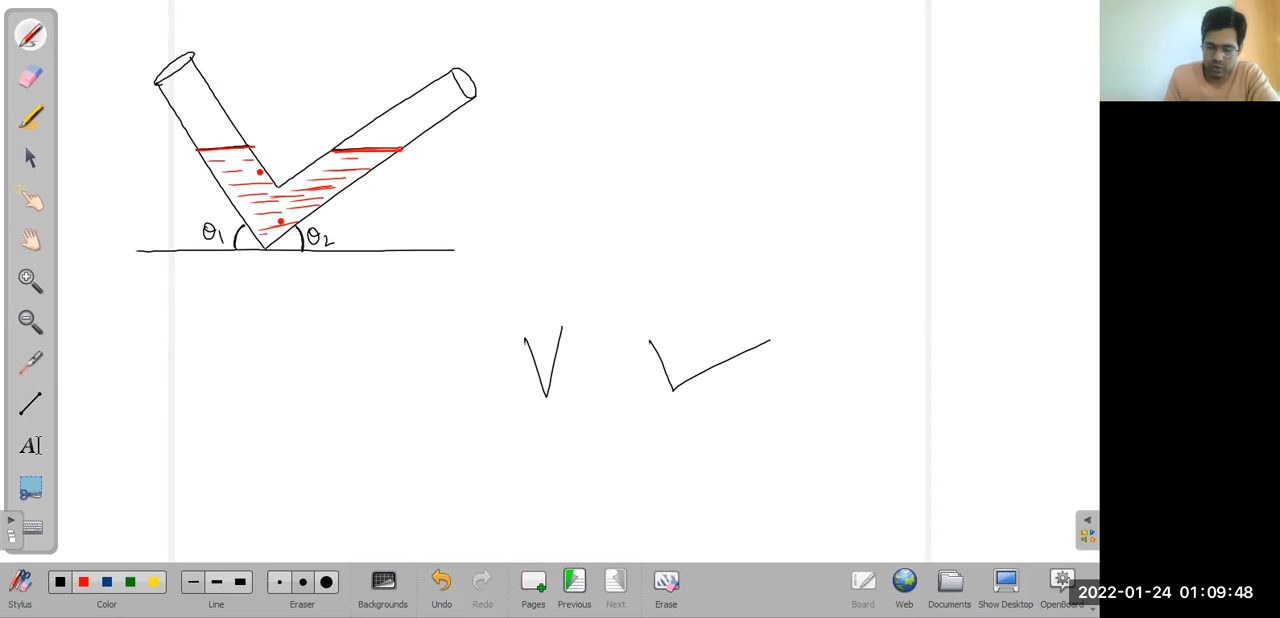 θ1 θ2
A
Stylus Color Line Eraser Backgrounds Undo Redo Pages Previous Next Erase Board Web Documents Show Desktop OpenBoard
2022-01-24 01:09:48